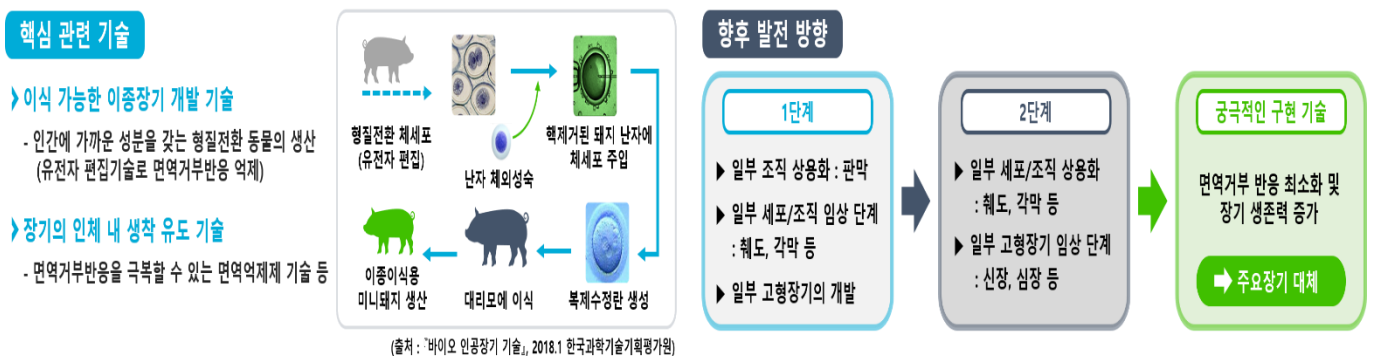 핵심 관련 기술
이식 가능한 이종장기 개발 기술
- 인간에 가까운 성분을 갖는 형질전환 동물의 생산
(유전자 편집기술로 면역거부반응 억제)
장기의 인체 내 생착 유도 기술
- 면역거부반응을 극복할 수 있는 면역억제제 기술 등
형질전환 체세포
(유전자 편집)
난자 체외성숙
핵제거된 돼지 난자에
체세포 주입
이종이식용
미니돼지 생산
대리모에 이식
복제수정란 생성
(출처 : 『바이오 인공장기 기술』, 2018.1 한국과학기술기획평가원)
향후 발전 방향
1단계
▶ 일부 조직 상용화 : 판막
▶ 일부 세포/조직 임상 단계
: 췌도, 각막 등
▶ 일부 고형장기의 개발
2단계
▶ 일부 세포/조직 상용화
: 췌도, 각막 등
▶ 일부 고형장기 임상 단계
: 신장, 심장 등
궁극적인 구현 기술
면역거부 반응 최소화 및
장기 생존력 증가
➡ 주요장기 대체